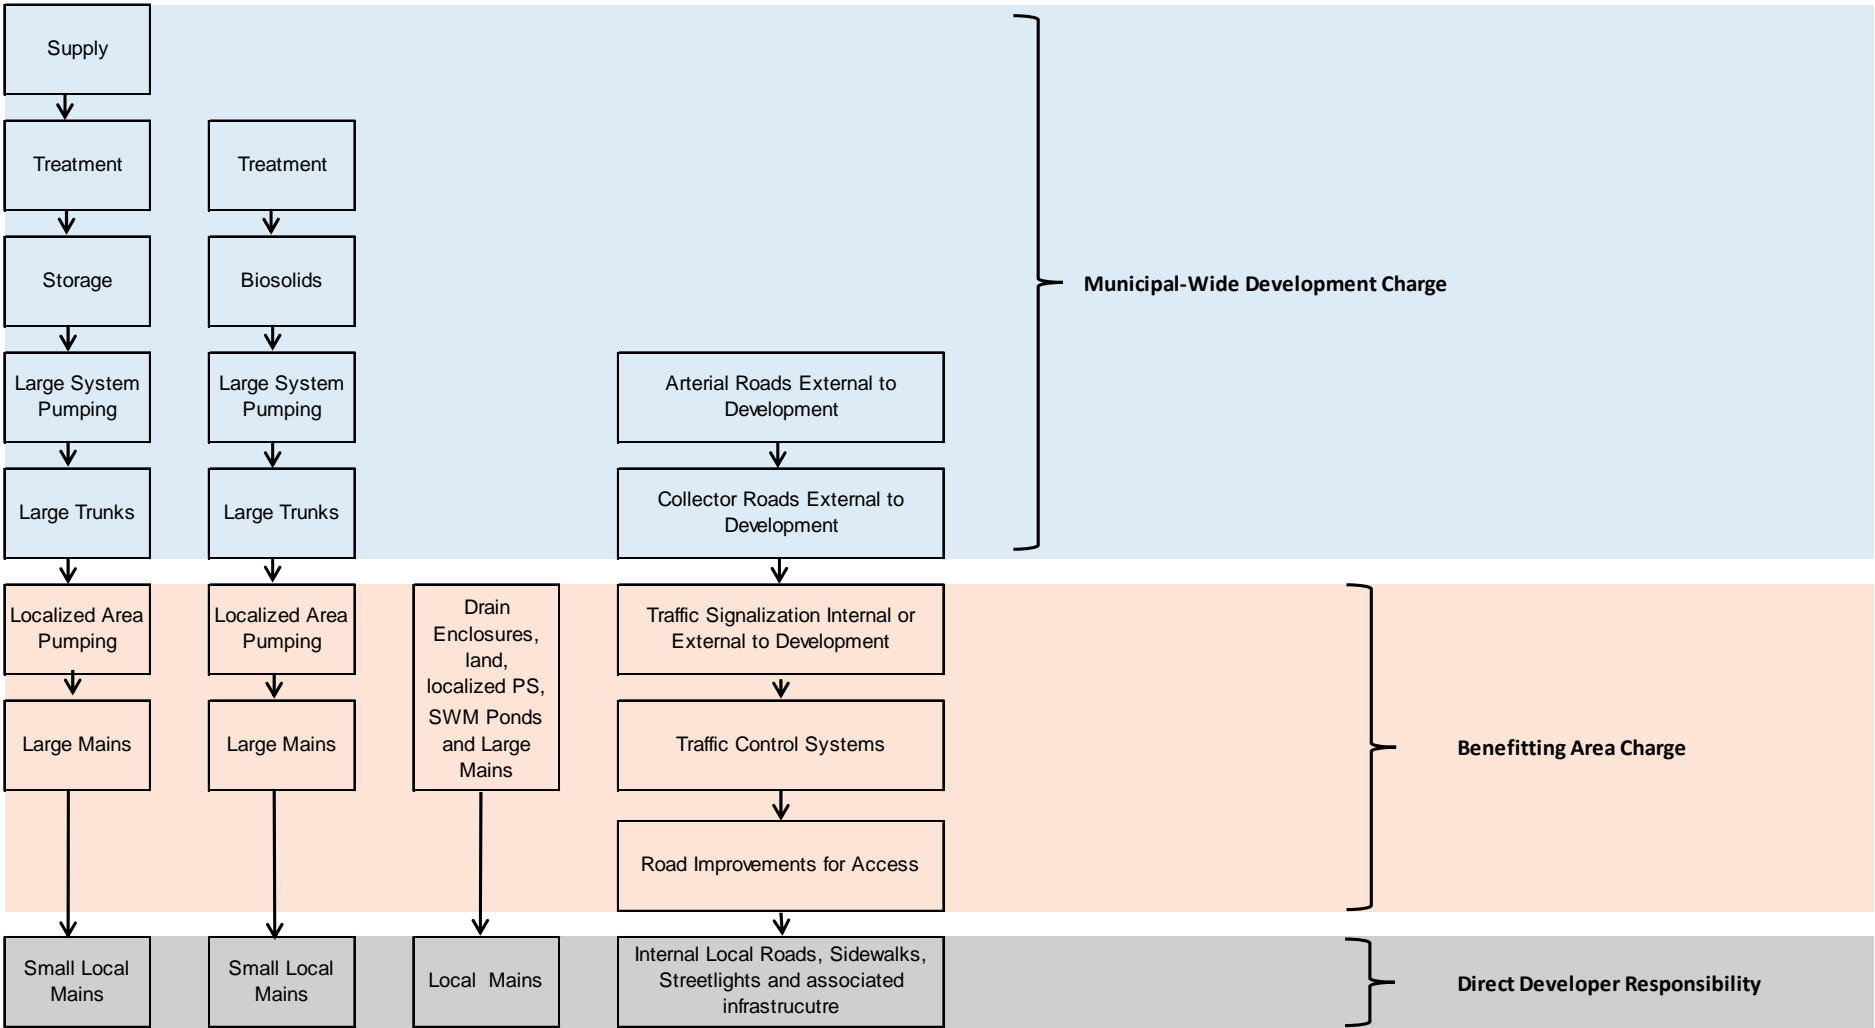 Supply
Treatment
Treatment
Storage
Biosolids
Municipal-Wide Development Charge
Large System
Pumping
Large System
Pumping
Arterial Roads External to
Development
Large Trunks
Large Trunks
Collector Roads External to
Development
Localized Area
Pumping
Localized Area
Pumping
Drain
Enclosures,
land,
localized PS,
SWM Ponds
and Large
Mains
Traffic Signalization Internal or
External to Development
Large Mains
Large Mains
Traffic Control Systems
Benefitting Area Charge
Road Improvements for Access
Small Local
Mains
Small Local
Mains
Local Mains
Internal Local Roads, Sidewalks,
Streetlights and associated
infrastrucutre
Direct Developer Responsibility